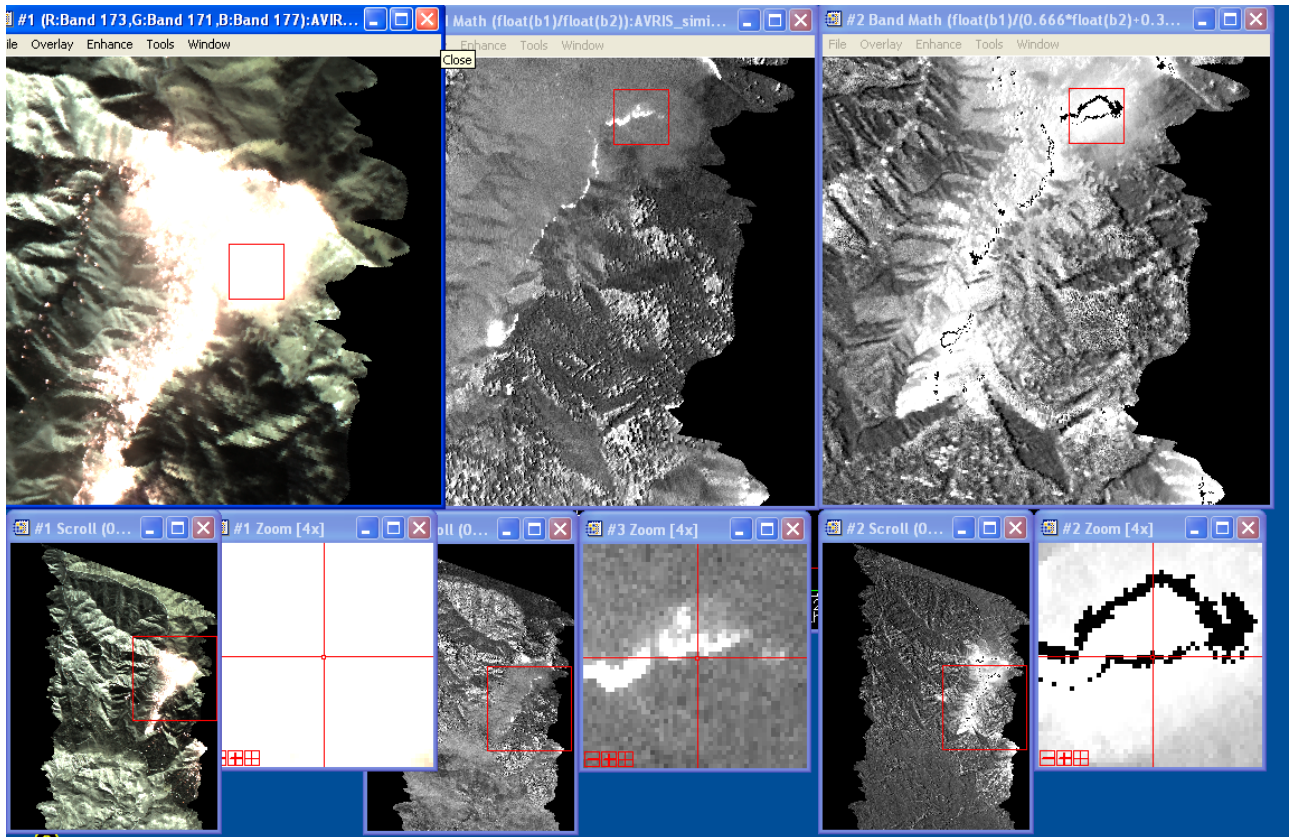 #1 (R:Band 173,G:Band 171,B:Band 177):AVIR...
Math (float(b1)/float(b2)):AVRIS_simi...
#2 Band Math (float(b1)/(0.666*float(b2)+0.3...
ile Overlay Enhance Tools Window
Enhance Tools Window
File Overlay Enhance Tools Window
Close
#1 Scroll (0...
#1 Zoom [4x]
oll (0...
#3 Zoom [4x]
#2 Scroll (0...
#2 Zoom [4x]